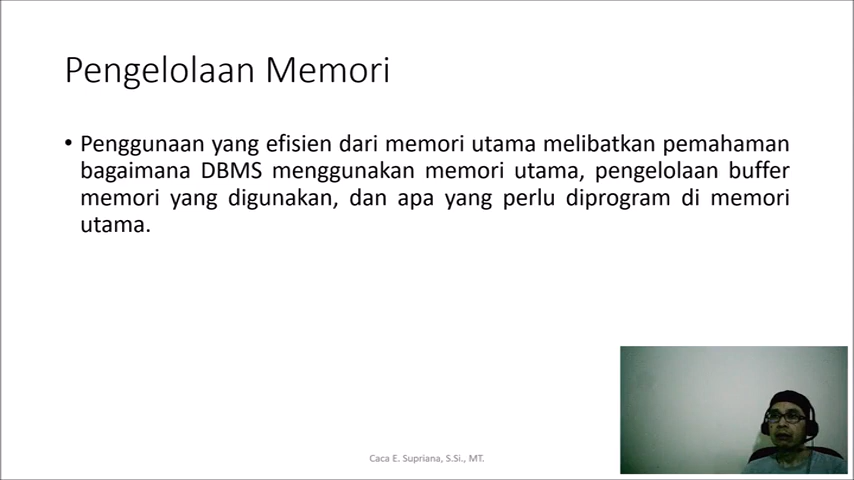 Pengelolaan Memori
• Penggunaan yang efisien dari memori utama melibatkan pemahaman
bagaimana DBMS menggunakan memori utama, pengelolaan buffer
memori yang digunakan, dan apa yang perlu diprogram di memori
utama.
Caca E. Supriana, S.Si., MT.